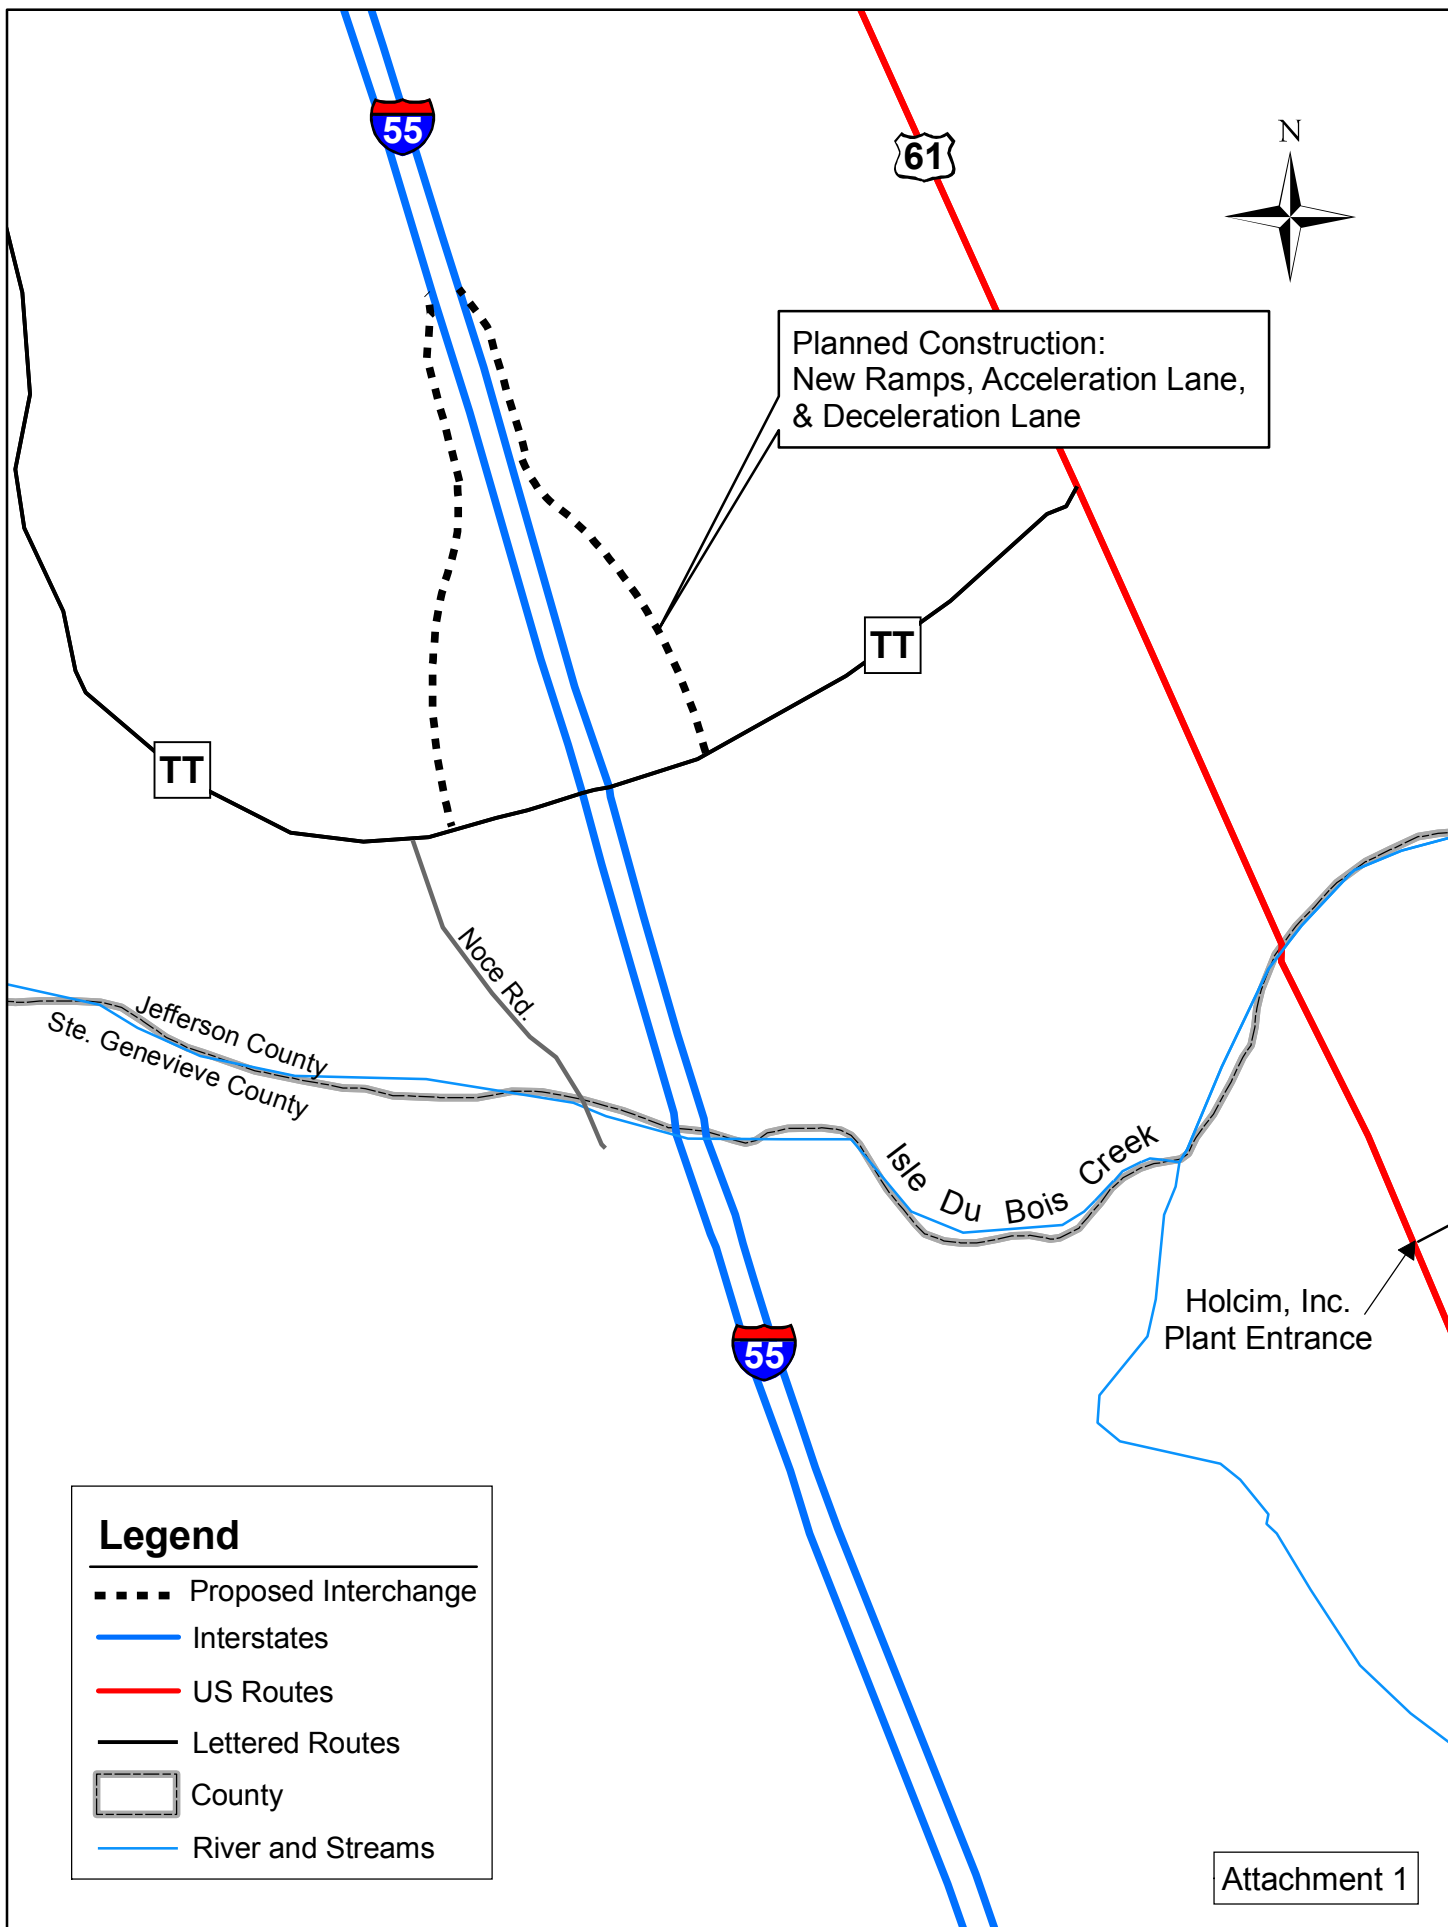 55
61
N
Planned Construction:
New Ramps, Acceleration Lane,
& Deceleration Lane
TT
TT
Noce Rd.
Jefferson County
Ste. Genevieve County
Isle Du Bois Creek
Holcim, Inc.
Plant Entrance
55
Legend
Proposed Interchange
Interstates
US Routes
Lettered Routes
County
River and Streams
Attachment 1